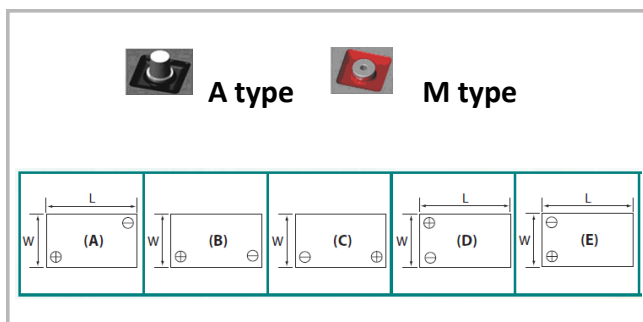 A type M type
L L L
W (A) W (B) W (C) W (D) W (E)
⊖ ⊕ ⊖
⊕ ⊕ ⊖ ⊖ ⊕ ⊖ ⊕